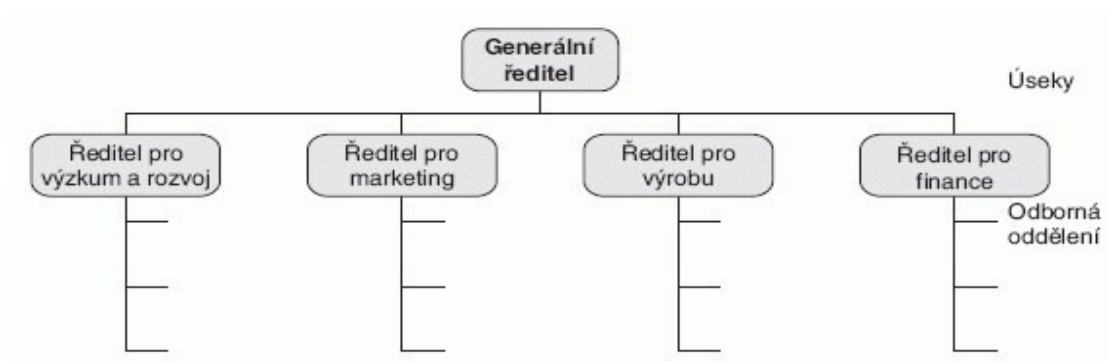 Generální
ředitel
Úseky
Ředitel pro
výzkum a rozvoj
Ředitel pro
marketing
Ředitel pro
výrobu
Ředitel pro
finance
Odborná
oddělení